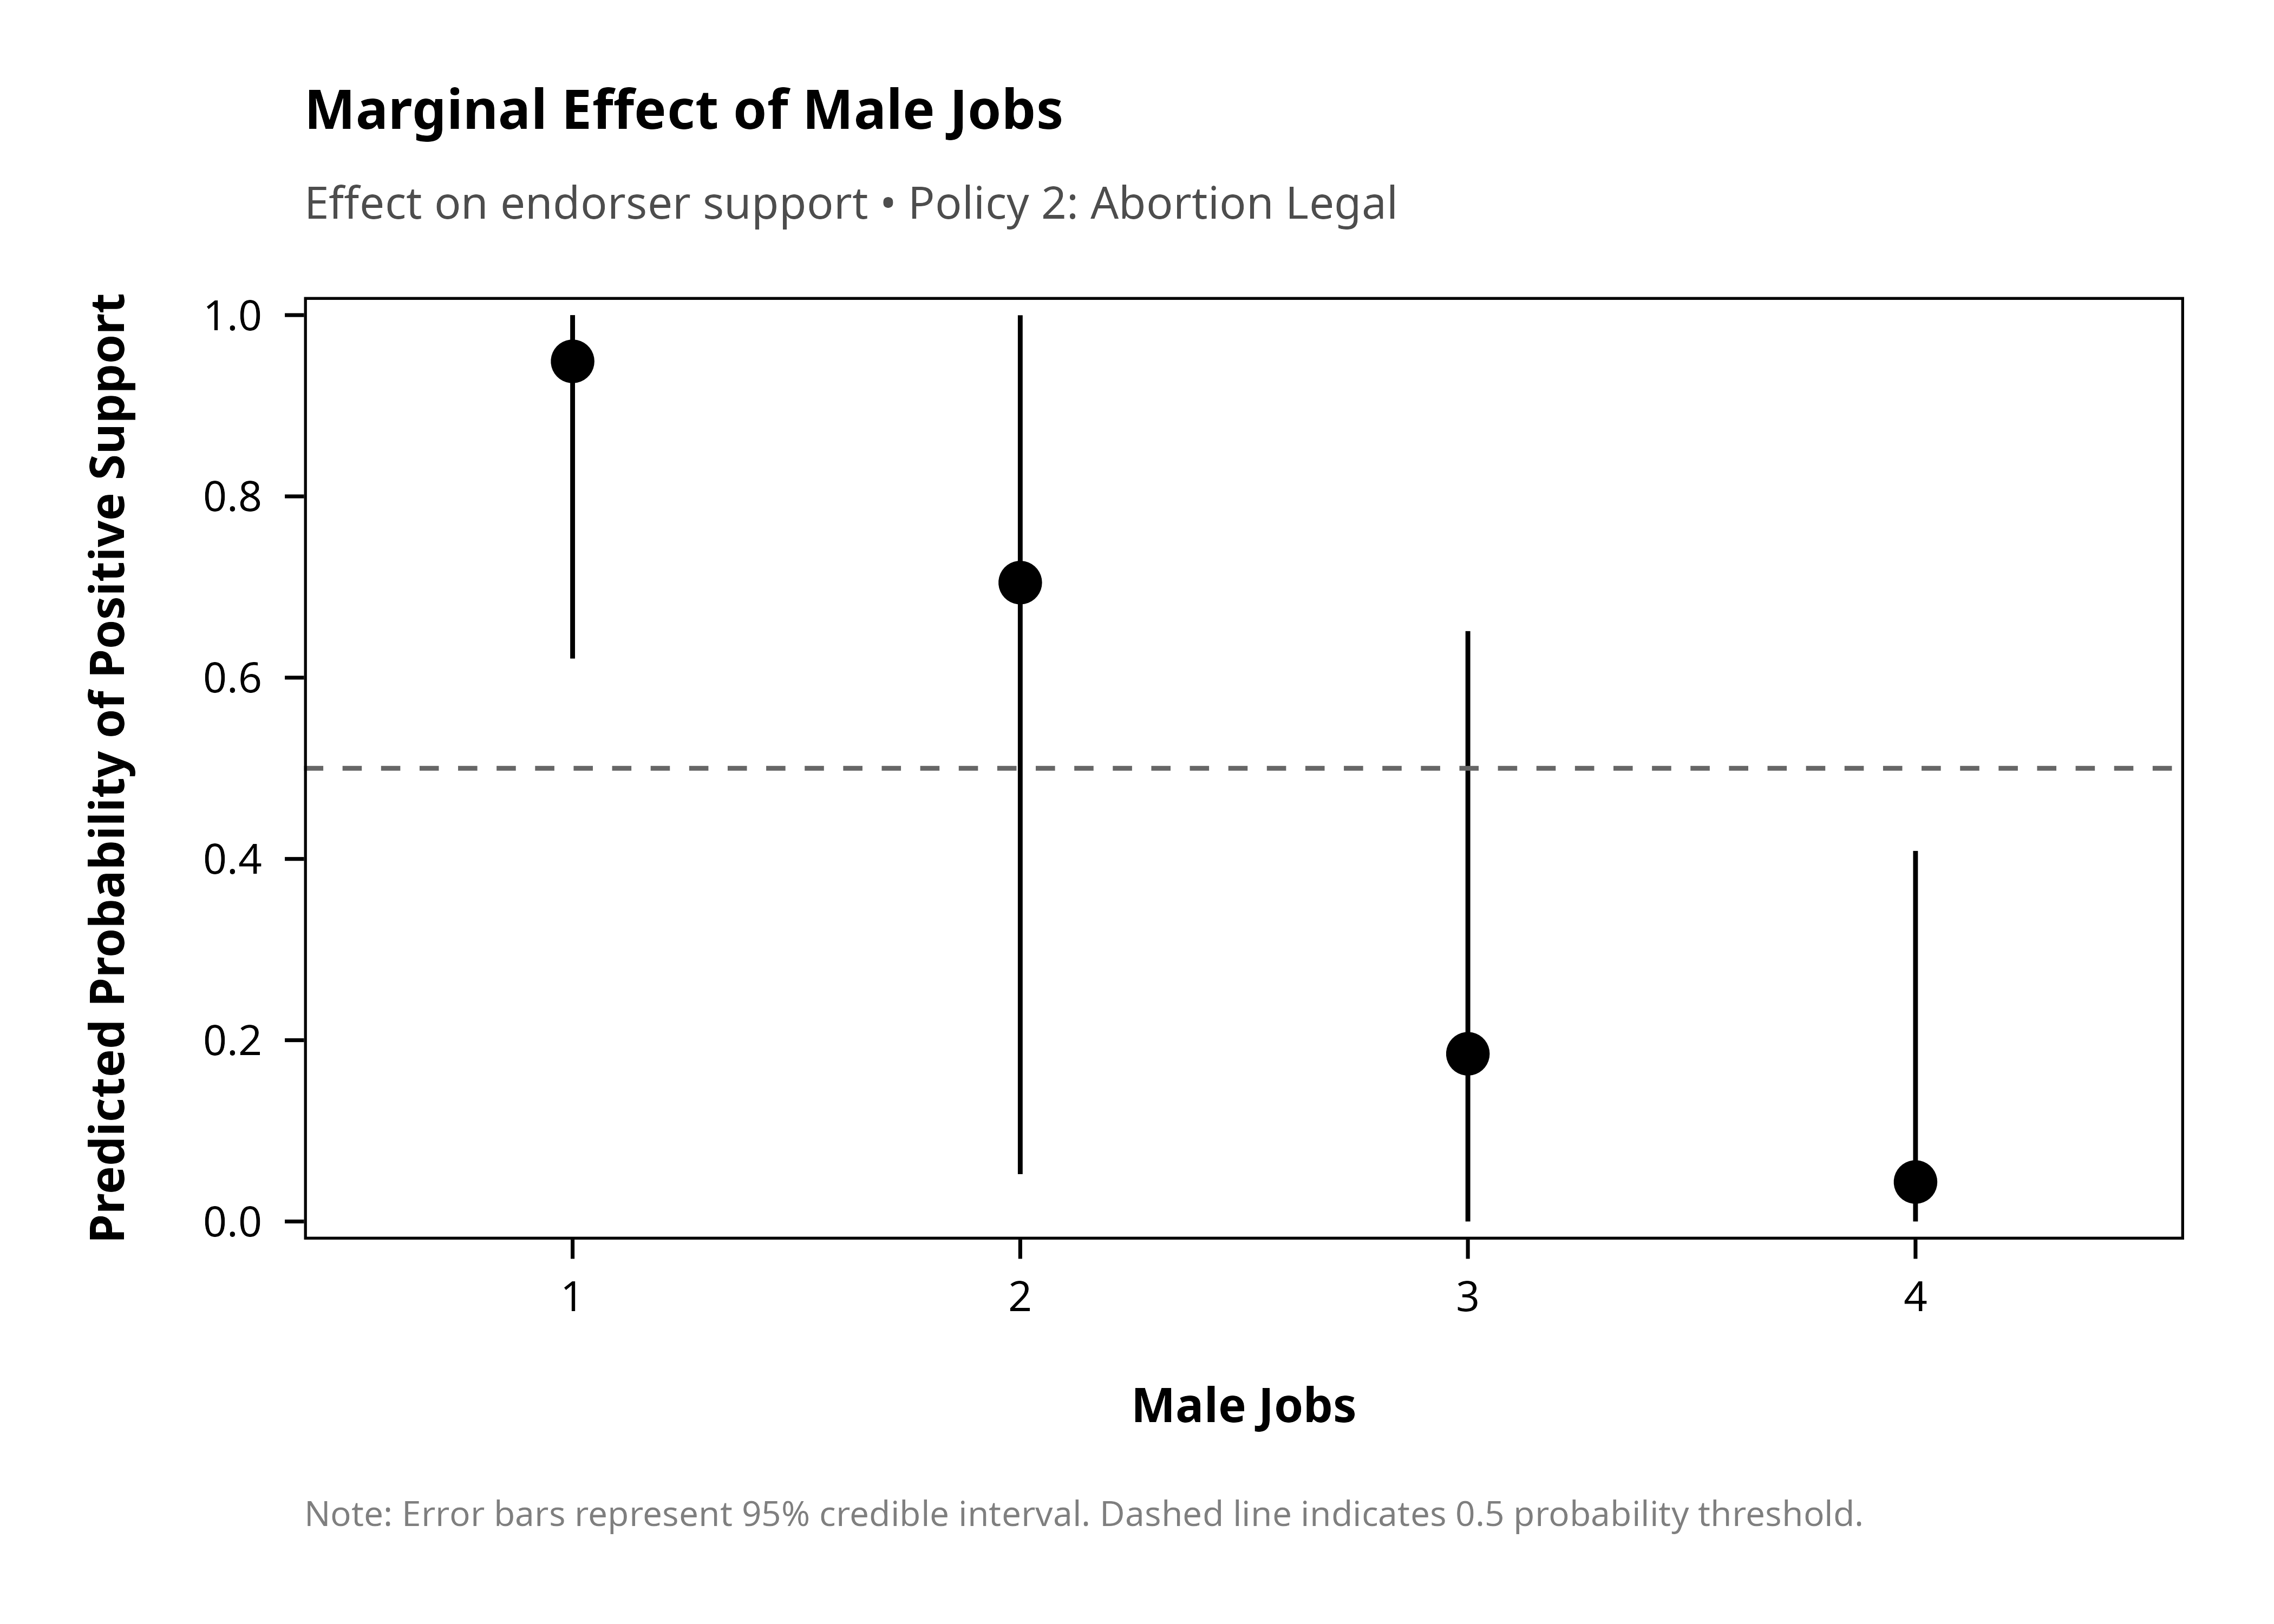 Marginal Effect of Male Jobs
Effect on endorser support • Policy 2: Abortion Legal
Predicted Probability of Positive Support
1.0
0.8
0.6
0.4
0.2
0.0
1 2 3 4
Male Jobs
Note: Error bars represent 95% credible interval. Dashed line indicates 0.5 probability threshold.